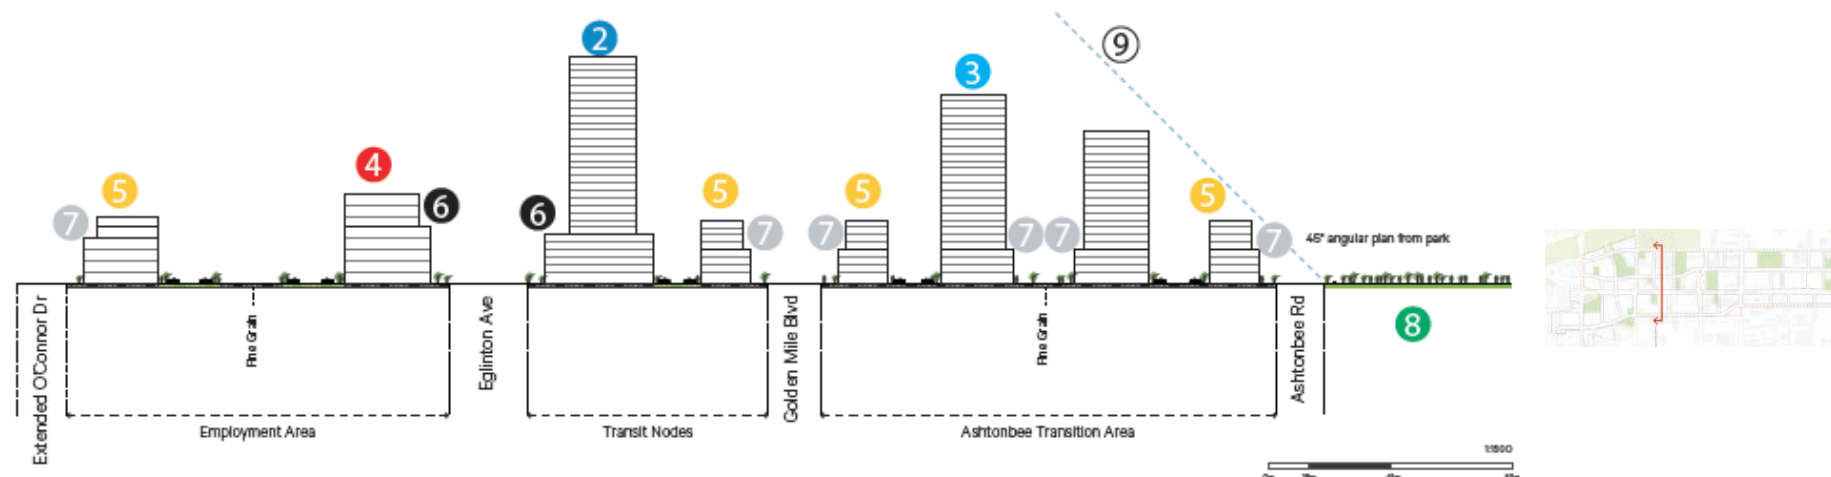 2
9
3
4
5
6
5
5
5
6
7
7
7
7
7
7
45° angular plan from park
8
Extended O'Connor Dr
Fine Grain
Eglinton Ave
Golden Mile Blvd
Fine Grain
Ashtonbee Rd
Employment Area
Transit Nodes
Ashtonbee Transition Area
1:1500